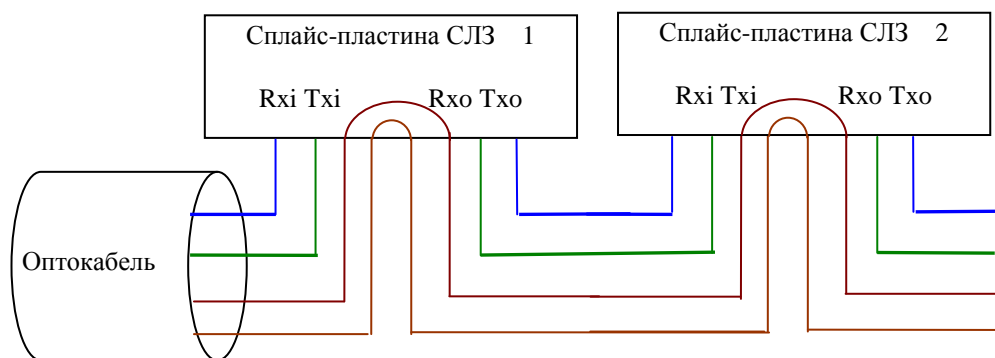 Сплайс-пластина СЛЗ 1
Rxi Txi Rxo Txo
Сплайс-пластина СЛЗ 2
Rxi Txi Rxo Txo
Оптокабель